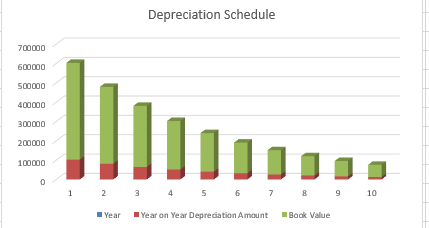 Depreciation Schedule
700000
600000
500000
400000
300000
200000
100000
0
1 2 3 4 5 6 7 8 9 10
Year Year on Year Depreciation Amount Book Value